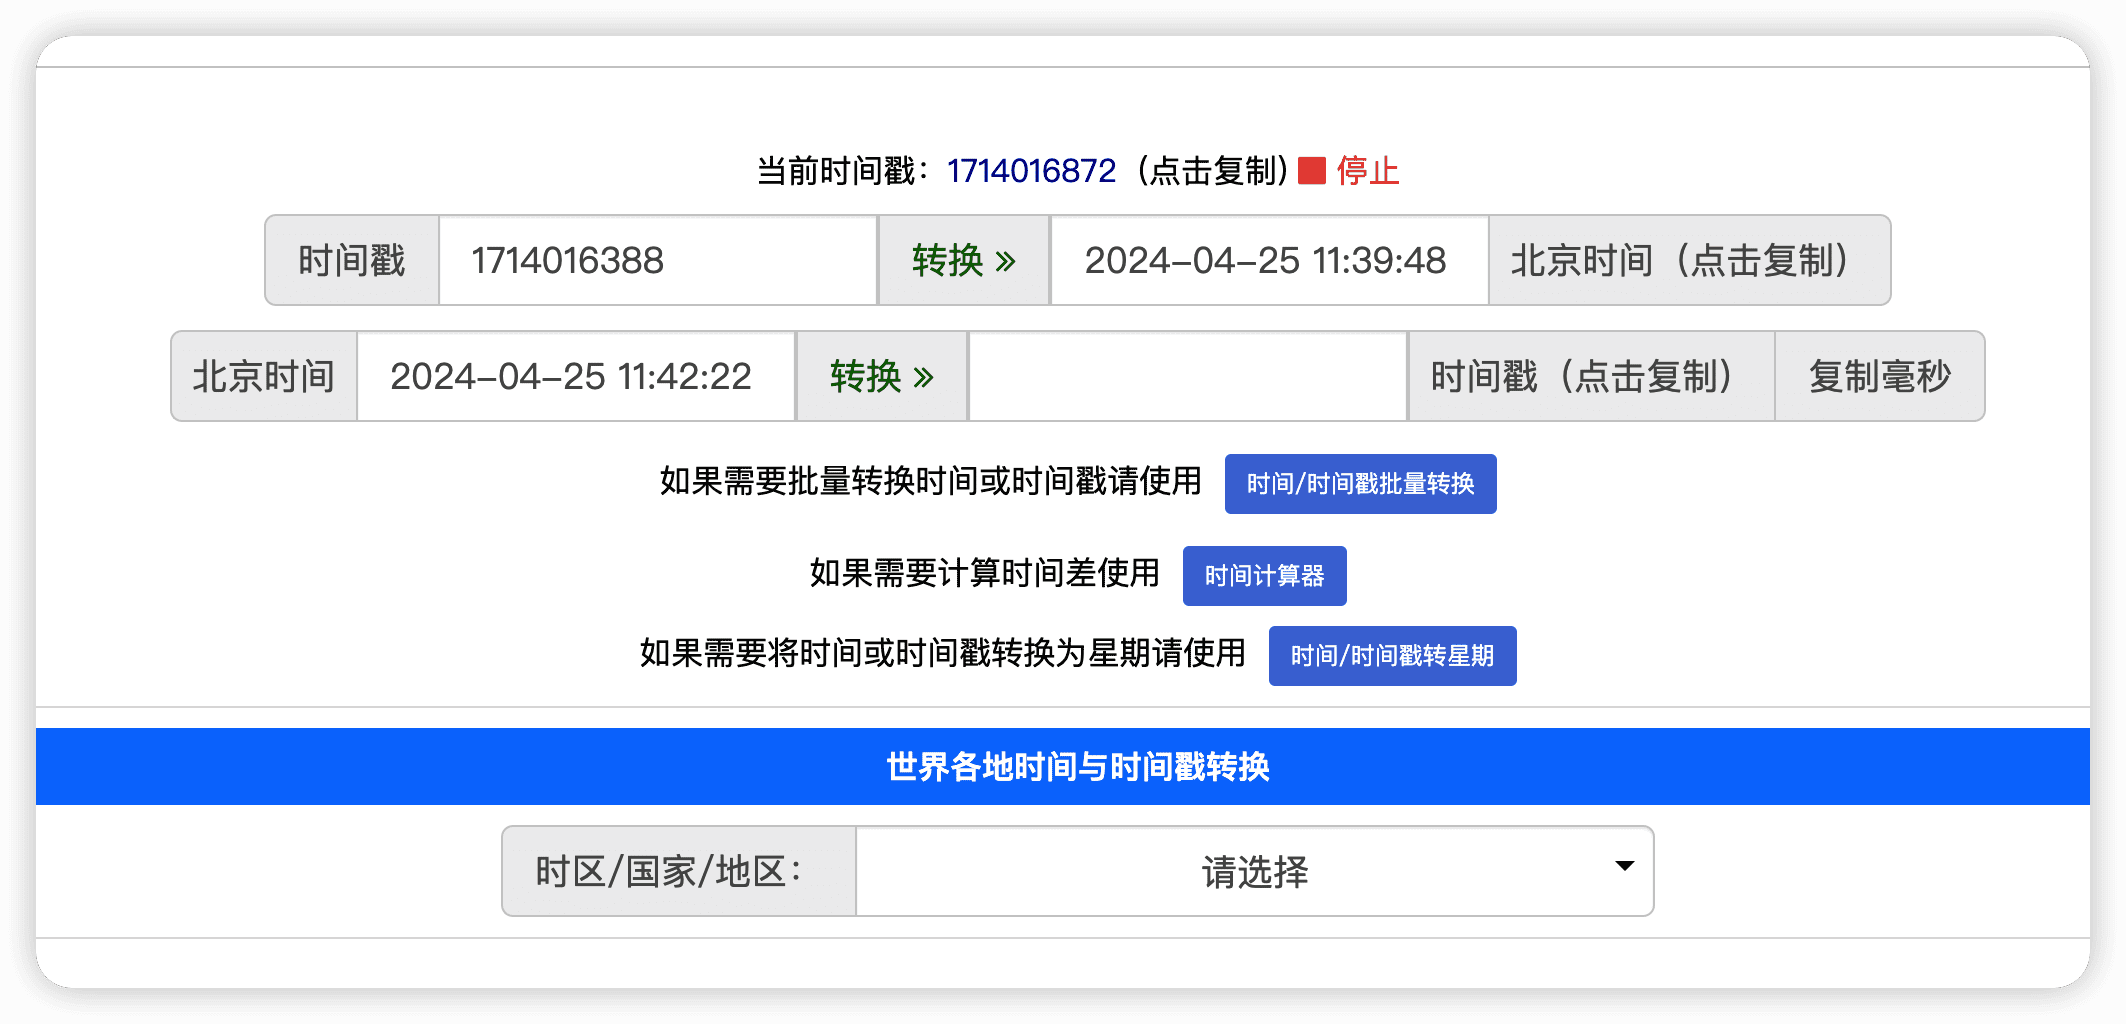 当前时间戳：1714016872（点击复制）停止
时间戳 1714016388 转换 » 2024-04-25 11:39:48 北京时间（点击复制）
北京时间 2024-04-25 11:42:22 转换 » 时间戳（点击复制） 复制毫秒
如果需要批量转换时间或时间戳请使用 时间/时间戳批量转换
如果需要计算时间差使用 时间计算器
如果需要将时间或时间戳转换为星期请使用 时间/时间戳转星期
世界各地时间与时间戳转换
时区/国家/地区： 请选择